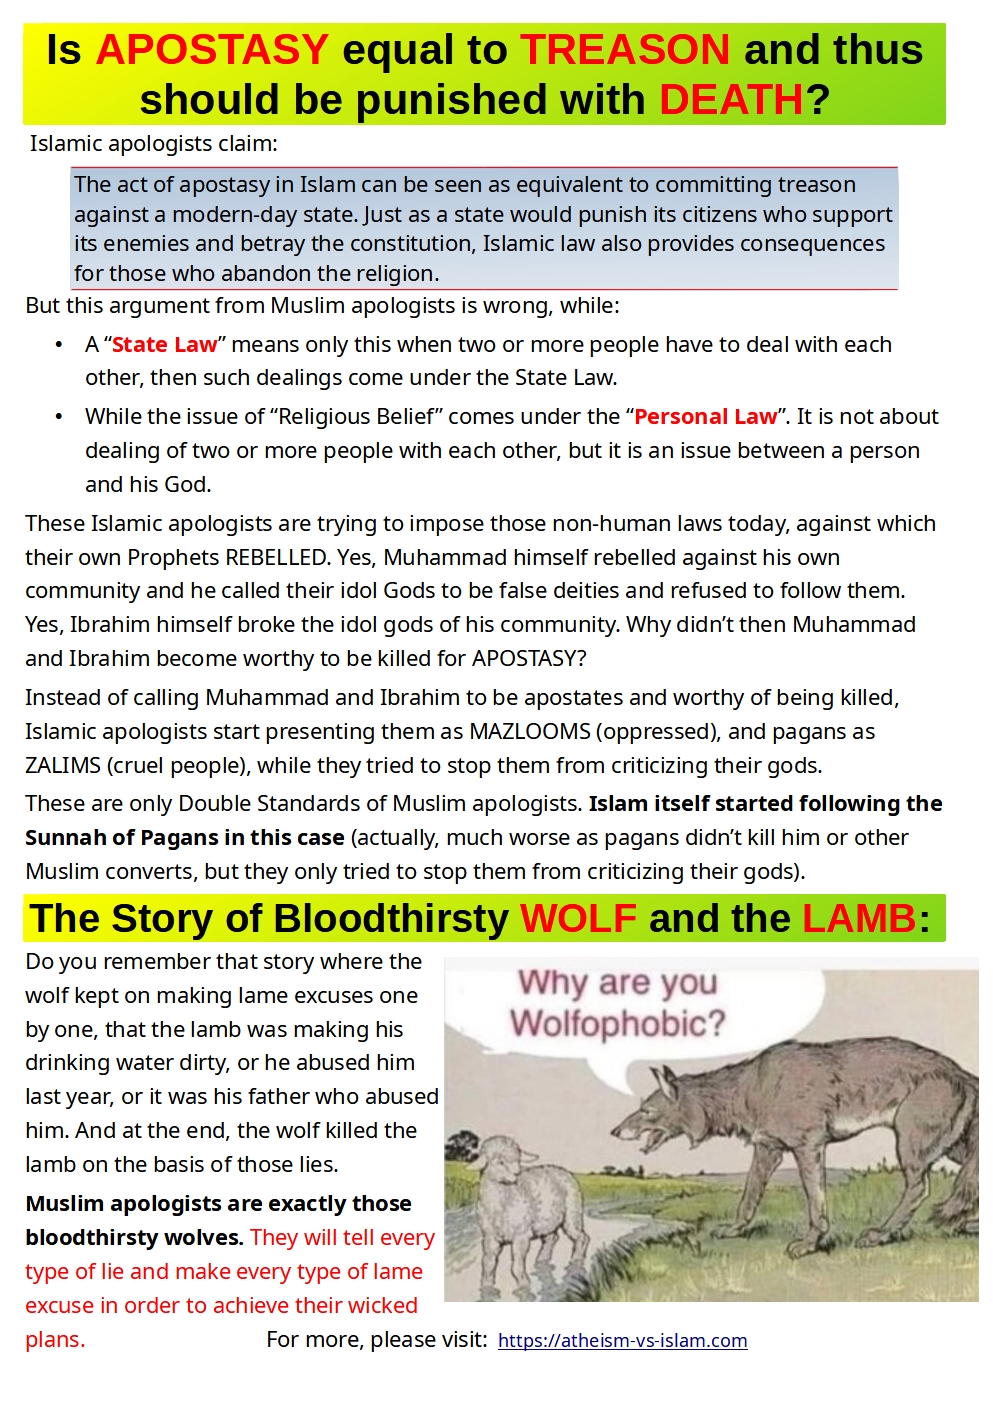 Is APOSTASY equal to TREASON and thus
should be punished with DEATH?
Islamic apologists claim:
The act of apostasy in Islam can be seen as equivalent to committing treason
against a modern-day state. Just as a state would punish its citizens who support
its enemies and betray the constitution, Islamic law also provides consequences
for those who abandon the religion.
But this argument from Muslim apologists is wrong, while:
• A “State Law” means only this when two or more people have to deal with each
other, then such dealings come under the State Law.
• While the issue of “Religious Belief” comes under the “Personal Law”. It is not about
dealing of two or more people with each other, but it is an issue between a person
and his God.
These Islamic apologists are trying to impose those non-human laws today, against which
their own Prophets REBELLED. Yes, Muhammad himself rebelled against his own
community and he called their idol Gods to be false deities and refused to follow them.
Yes, Ibrahim himself broke the idol gods of his community. Why didn’t then Muhammad
and Ibrahim become worthy to be killed for APOSTASY?
Instead of calling Muhammad and Ibrahim to be apostates and worthy of being killed,
Islamic apologists start presenting them as MAZLOOMS (oppressed), and pagans as
ZALIMS (cruel people), while they tried to stop them from criticizing their gods.
These are only Double Standards of Muslim apologists. Islam itself started following the
Sunnah of Pagans in this case (actually, much worse as pagans didn’t kill him or other
Muslim converts, but they only tried to stop them from criticizing their gods).
The Story of Bloodthirsty WOLF and the LAMB:
Do you remember that story where the
wolf kept on making lame excuses one
by one, that the lamb was making his
drinking water dirty, or he abused him
last year, or it was his father who abused
him. And at the end, the wolf killed the
lamb on the basis of those lies.
Muslim apologists are exactly those
bloodthirsty wolves. They will tell every
type of lie and make every type of lame
excuse in order to achieve their wicked
plans.
Why are you
Wolfophobic?
For more, please visit: https://atheism-vs-islam.com